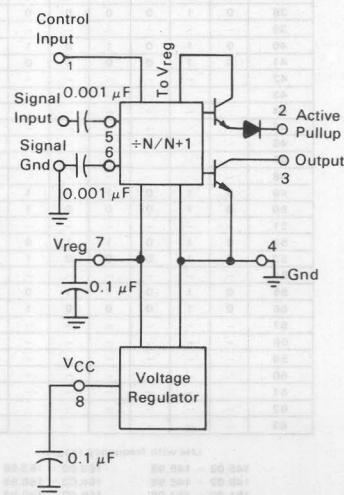 Control
Input
1
To Vreg
0.001 μF
Signal
Input
5
Signal
Gnd
6
0.001 μF
÷N/N+1
2
Active
Pullup
Output
3
Vreg
7
0.1 μF
4
Gnd
VCC
8
Voltage
Regulator
0.1 μF